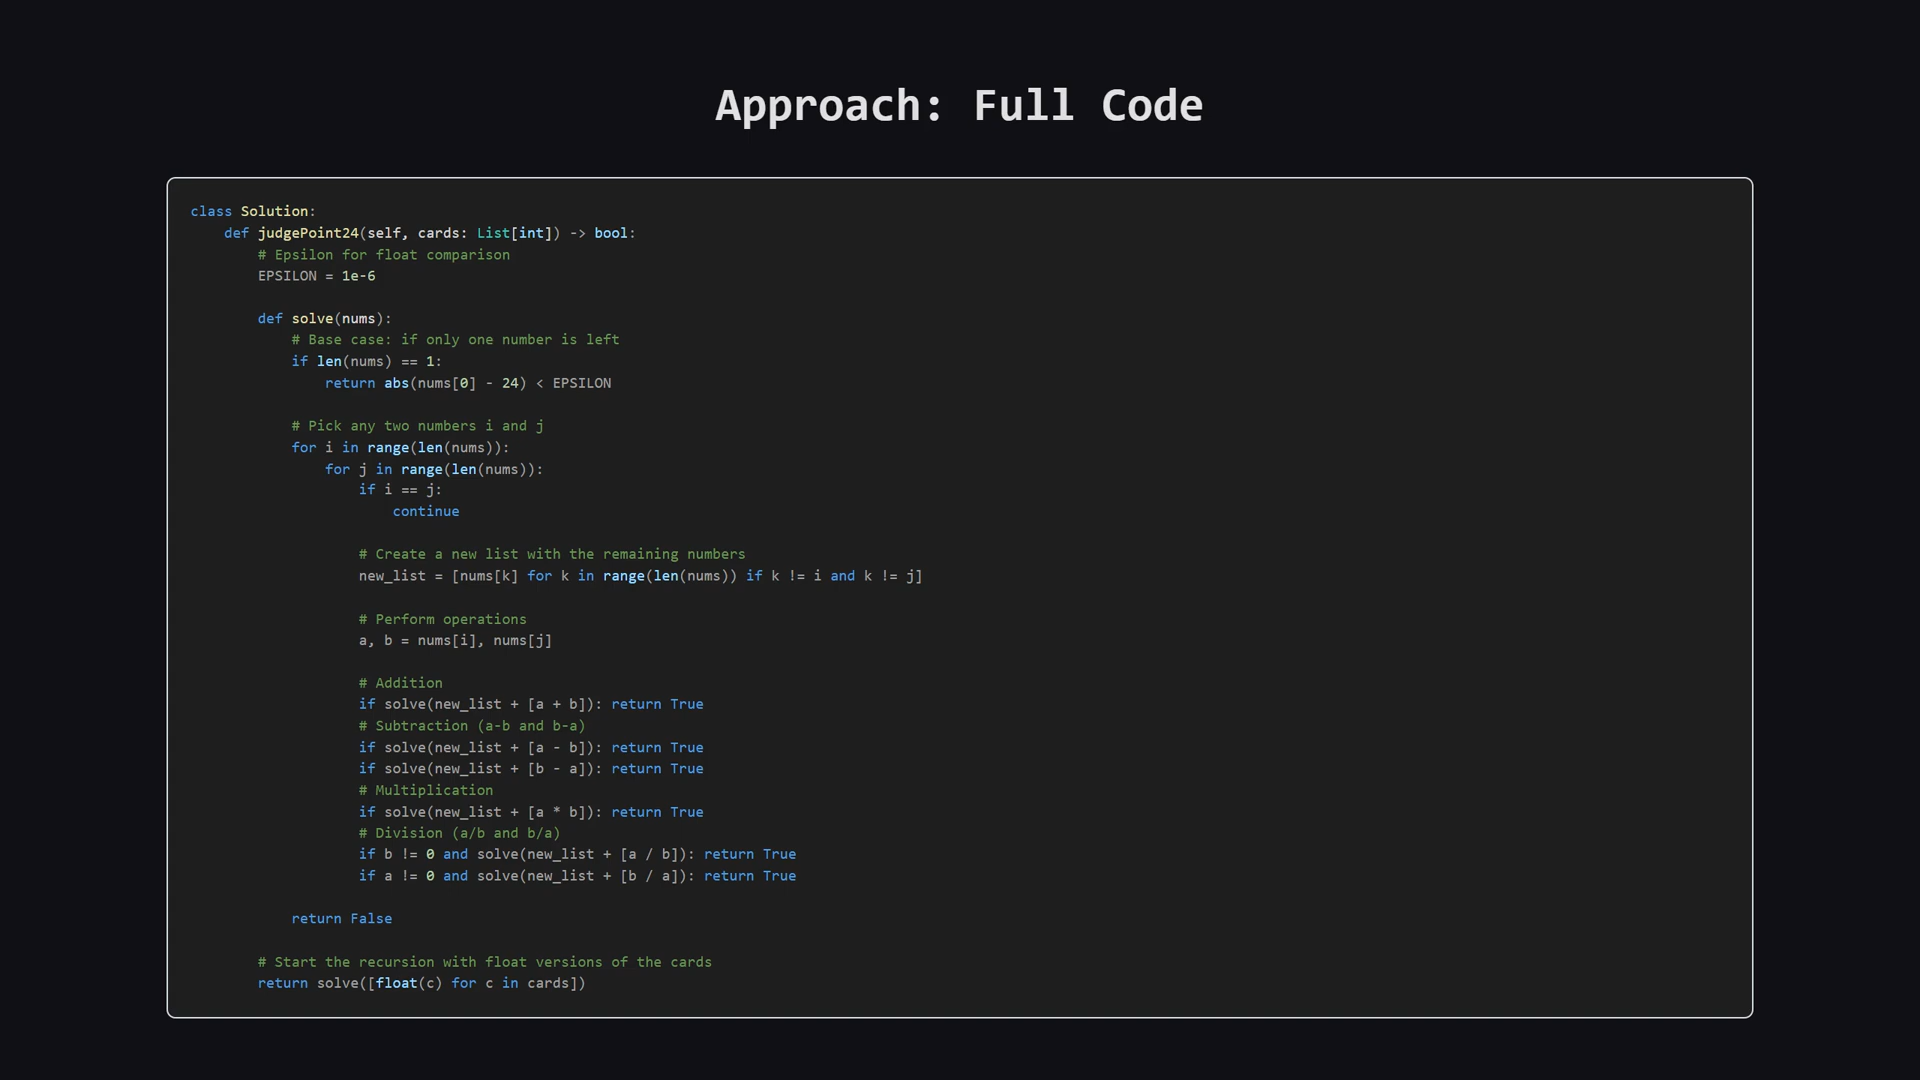 Approach: Full Code
class Solution:
    def judgePoint24(self, cards: List[int]) -> bool:
        # Epsilon for float comparison
        EPSILON = 1e-6
        def solve(nums):
            # Base case: if only one number is left
            if len(nums) == 1:
                return abs(nums[0] - 24) < EPSILON
            # Pick any two numbers i and j
            for i in range(len(nums)):
                for j in range(len(nums)):
                    if i == j:
                        continue
                    # Create a new list with the remaining numbers
                    new_list = [nums[k] for k in range(len(nums)) if k != i and k != j]
                    # Perform operations
                    a, b = nums[i], nums[j]
                    # Addition
                    if solve(new_list + [a + b]): return True
                    # Subtraction (a-b and b-a)
                    if solve(new_list + [a - b]): return True
                    if solve(new_list + [b - a]): return True
                    # Multiplication
                    if solve(new_list + [a * b]): return True
                    # Division (a/b and b/a)
                    if b != 0 and solve(new_list + [a / b]): return True
                    if a != 0 and solve(new_list + [b / a]): return True
            return False
        # Start the recursion with float versions of the cards
        return solve([float(c) for c in cards])